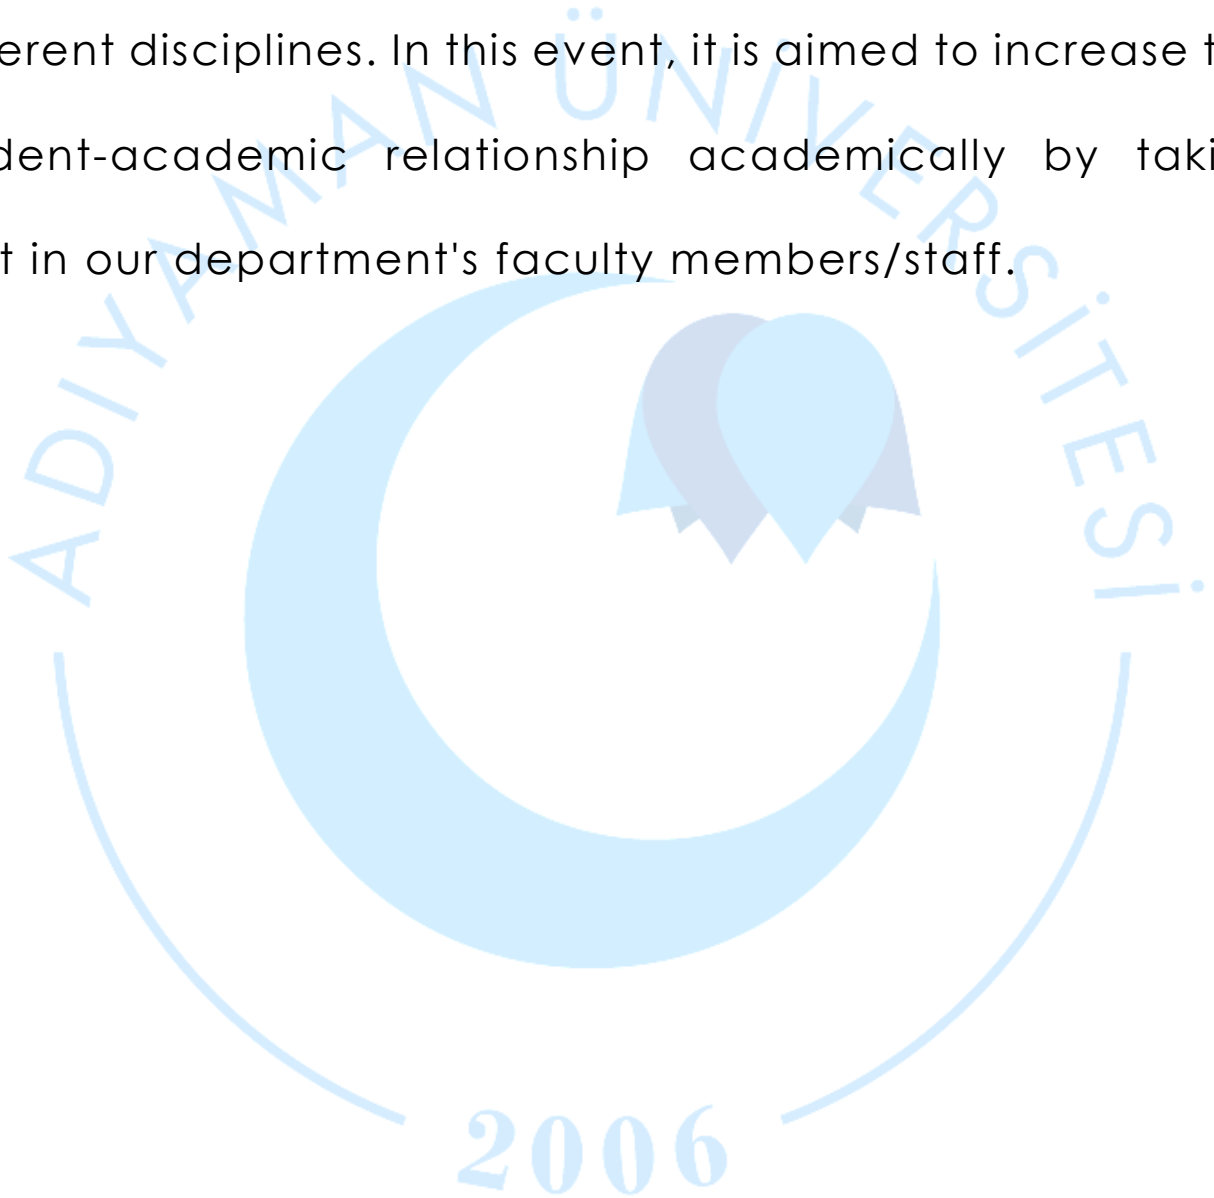 erent disciplines. In this event, it is aimed to increase t
dent-academic relationship academically by taki
t in our department's faculty members/staff.
ADIYAMAN ÜNİVERSİTESİ
2006